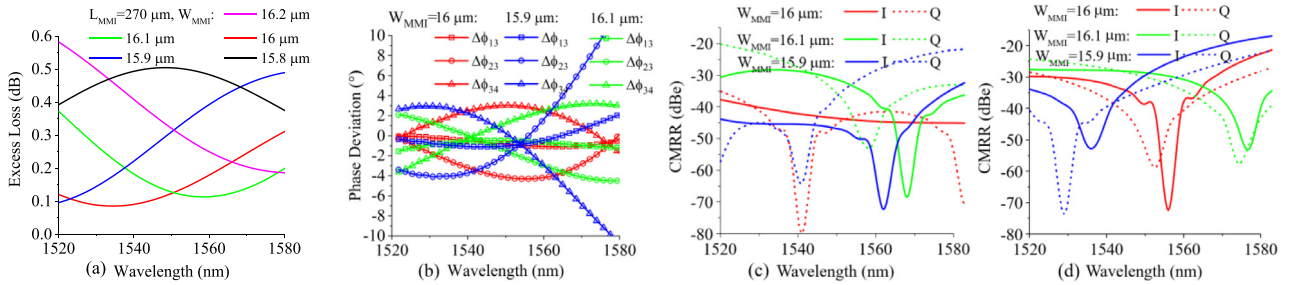 L_MMI=270 μm, W_MMI: 16.2 μm
16.1 μm 16 μm
15.9 μm 15.8 μm
0.6
0.5
0.4
0.3
0.2
0.1
0.0
Excess Loss (dB)
1520 1540 1560 1580
(a) Wavelength (nm)
W_MMI=16 μm: 15.9 μm: 16.1 μm:
Δϕ13 Δϕ13 Δϕ13
Δϕ23 Δϕ23 Δϕ23
Δϕ34 Δϕ34 Δϕ34
10
8
6
4
2
0
-2
-4
-6
-8
-10
Phase Deviation (°)
1520 1540 1560 1580
(b) Wavelength (nm)
W_MMI=16 μm: I Q
W_MMI=16.1 μm: I Q
W_MMI=15.9 μm: I Q
-20
-30
-40
-50
-60
-70
-80
CMRR (dBe)
1520 1540 1560 1580
(c) Wavelength (nm)
W_MMI=16 μm: I Q
W_MMI=16.1 μm: I Q
W_MMI=15.9 μm: I Q
-20
-30
-40
-50
-60
-70
-80
CMRR (dBe)
1520 1540 1560 1580
(d) Wavelength (nm)